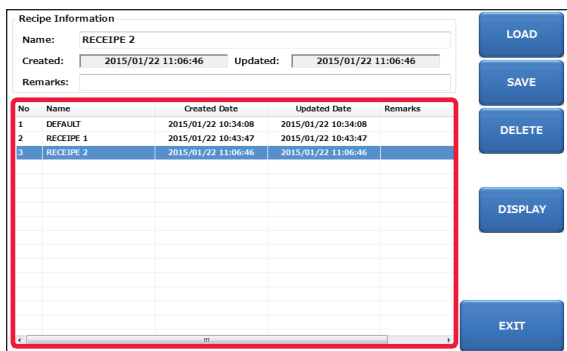 Recipe Information
Name: RECEIPE 2
Created: 2015/01/22 11:06:46 Updated: 2015/01/22 11:06:46
Remarks:
LOAD
SAVE
DELETE
DISPLAY
EXIT
No Name Created Date Updated Date Remarks
1 DEFAULT 2015/01/22 10:34:08 2015/01/22 10:34:08
2 RECEIPE 1 2015/01/22 10:43:47 2015/01/22 10:43:47
3 RECEIPE 2 2015/01/22 11:06:46 2015/01/22 11:06:46